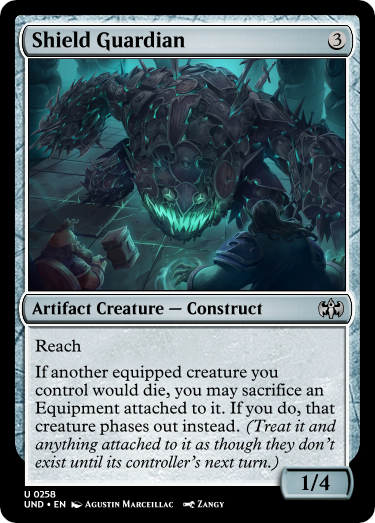 Shield Guardian 3
Artifact Creature — Construct
Reach
If another equipped creature you
control would die, you may sacrifice an
Equipment attached to it. If you do, that
creature phases out instead. (Treat it and
anything attached to it as though they don't
exist until its controller's next turn.)
1/4
U 0258
UND • EN Agustin Marceillac Zangy